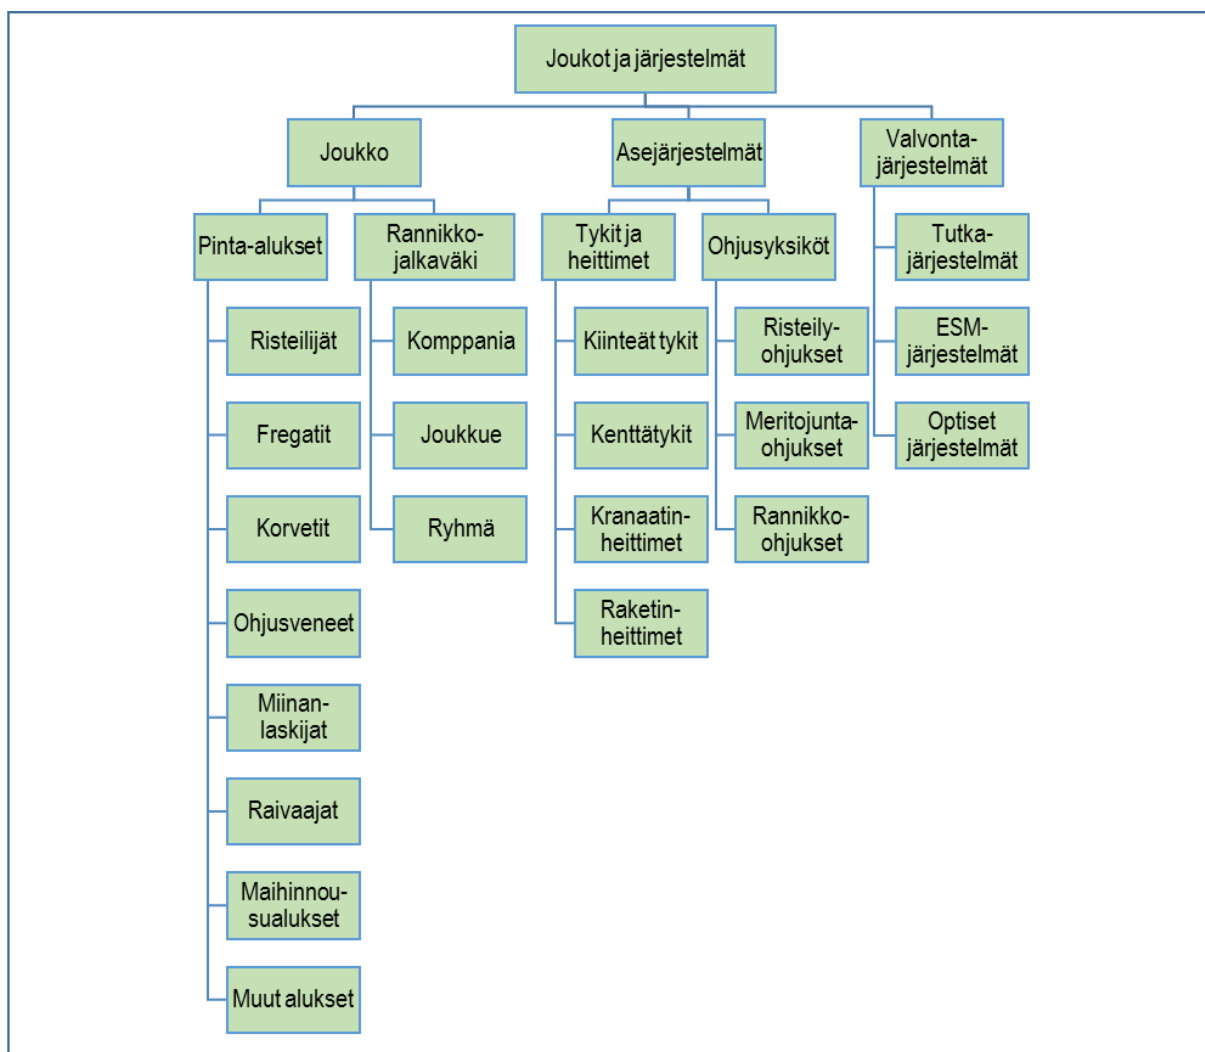 Joukot ja järjestelmät
Joukko
Asejärjestelmät
Valvonta-
järjestelmät
Pinta-alukset
Rannikko-
jalkaväki
Tykit ja
heittimet
Ohjusyksiköt
Tutka-
järjestelmät
Risteilijät
Komppania
Kiinteät tykit
Risteily-
ohjukset
ESM-
järjestelmät
Fregatit
Joukkue
Kenttätykit
Meritojunta-
ohjukset
Optiset
järjestelmät
Korvetit
Ryhmä
Kranaatin-
heittimet
Rannikko-
ohjukset
Ohjusveneet
Raketin-
heittimet
Miinan-
laskijat
Raivaajat
Maihinnou-
sualukset
Muut alukset